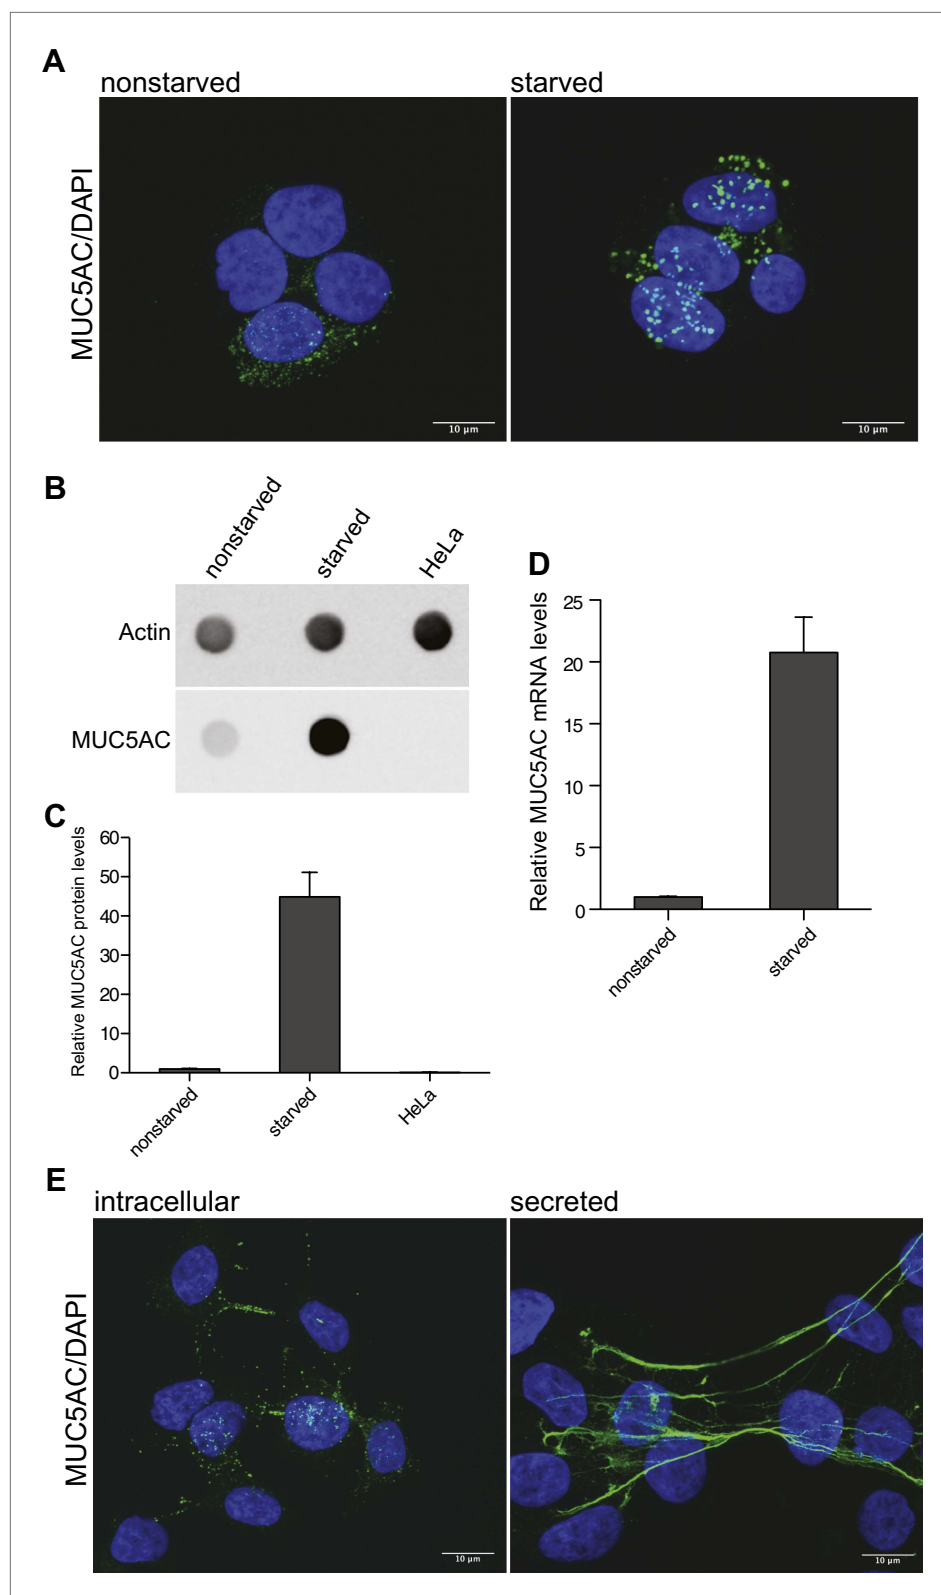 A
nonstarved
starved
MUC5AC/DAPI
10 µm
10 µm
B
nonstarved
starved
HeLa
Actin
MUC5AC
C
Relative MUC5AC protein levels
60
50
40
30
20
10
0
nonstarved
starved
HeLa
D
Relative MUC5AC mRNA levels
25
20
15
10
5
0
nonstarved
starved
E
intracellular
secreted
MUC5AC/DAPI
10 µm
10 µm